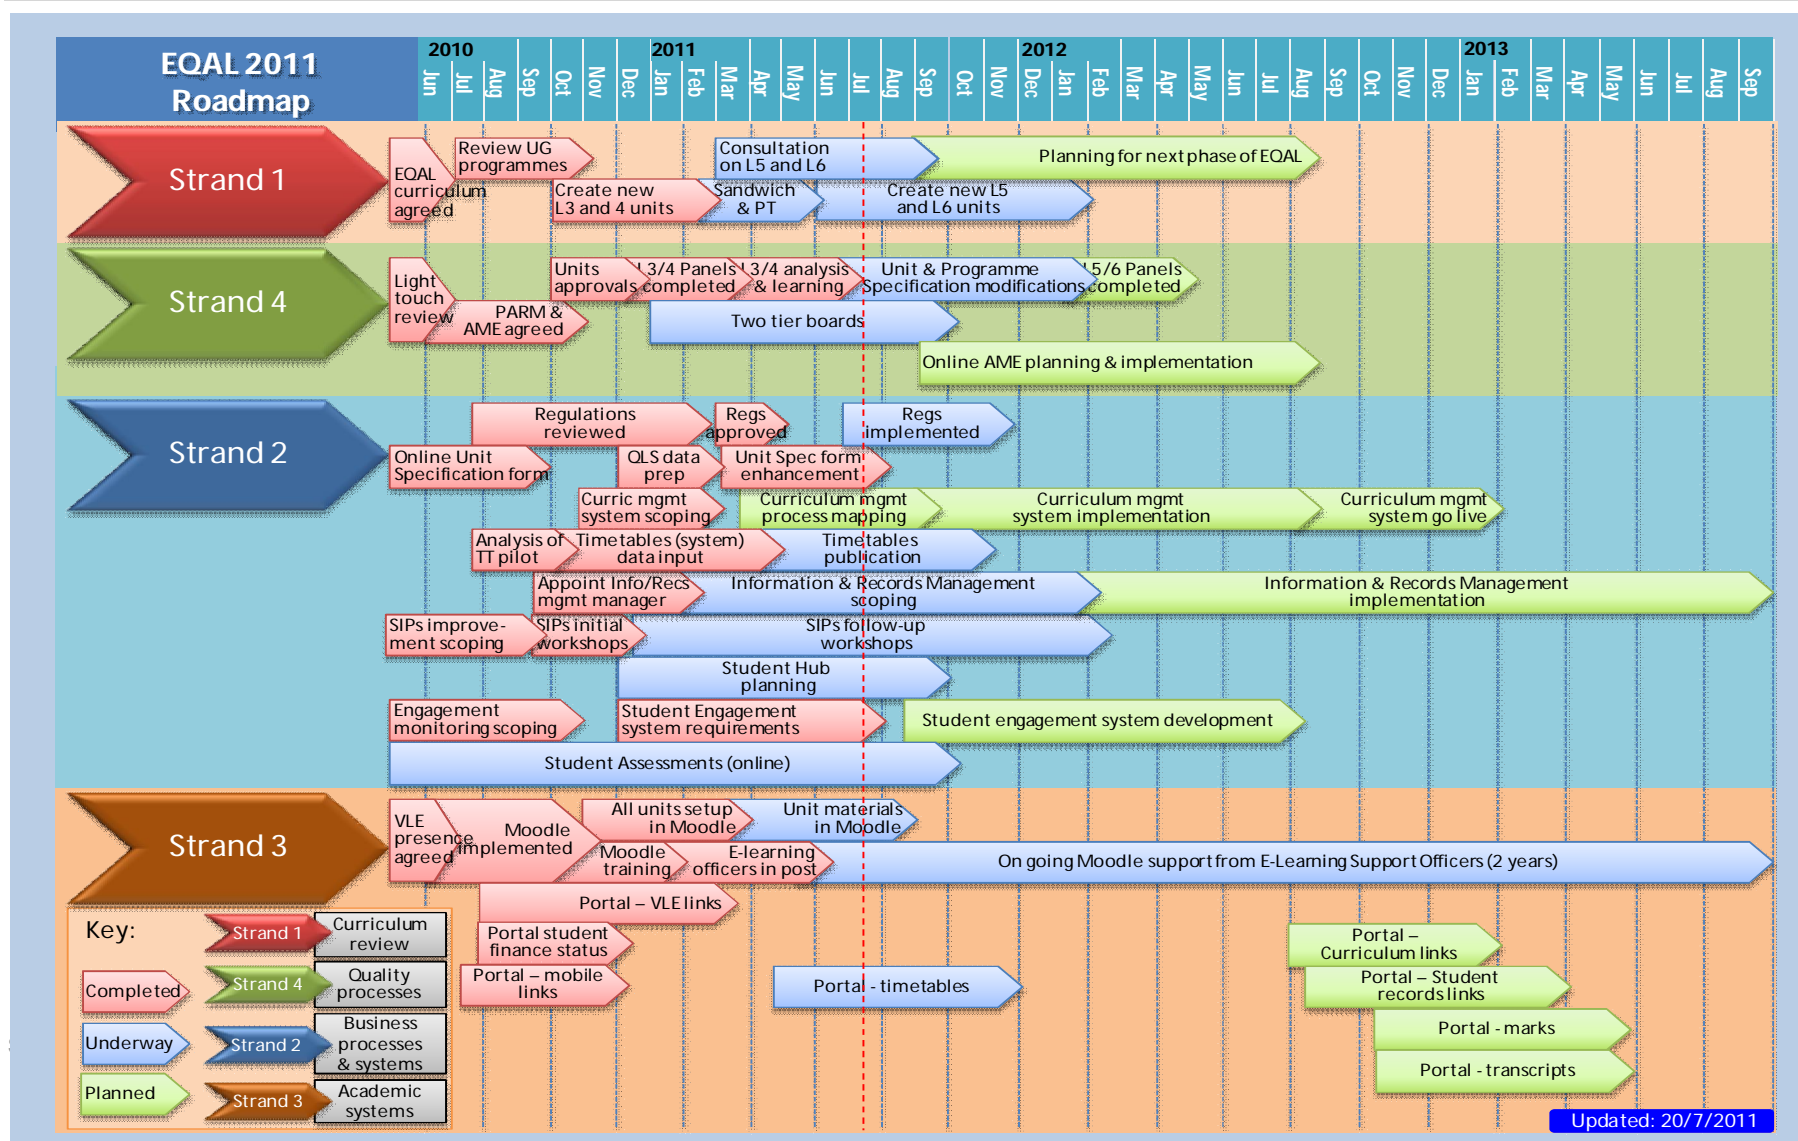 EQAL 2011
Roadmap
2010
2011
2012
2013
Jun
Jul
Aug
Sep
Oct
Nov
Dec
Jan
Feb
Mar
Apr
May
Jun
Jul
Aug
Sep
Oct
Nov
Dec
Jan
Feb
Mar
Apr
May
Jun
Jul
Aug
Sep
Oct
Nov
Dec
Jan
Feb
Mar
Apr
May
Jun
Jul
Aug
Sep
Strand 1
EQAL
curriculum
agreed
Review UG
programmes
Create new
L3 and 4 units
Consultation
on L5 and L6
Sandwich
& PT
Planning for next phase of EQAL
Create new L5
and L6 units
Strand 4
Light
touch
review
Units
approvals
L3/4 Panels
completed
L3/4 analysis
& learning
Unit & Programme
Specification modifications
L5/6 Panels
completed
PARM &
AME agreed
Two tier boards
Online AME planning & implementation
Strand 2
Regulations
reviewed
Regs
approved
Regs
implemented
Online Unit
Specification form
QLS data
prep
Unit Spec form
enhancement
Curric mgmt
system scoping
Curriculum mgmt
process mapping
Curriculum mgmt
system implementation
Curriculum mgmt
system go live
Analysis of
TT pilot
Timetables (system)
data input
Timetables
publication
Appoint Info/Recs
mgmt manager
Information & Records Management
scoping
Information & Records Management
implementation
SIPs improve-
ment scoping
SIPs initial
workshops
SIPs follow-up
workshops
Student Hub
planning
Engagement
monitoring scoping
Student Engagement
system requirements
Student engagement system development
Student Assessments (online)
Strand 3
VLE
presence
agreed
Moodle
implemented
All units setup
in Moodle
Unit materials
in Moodle
Moodle
training
E-learning
officers in post
On going Moodle support from E-Learning Support Officers (2 years)
Portal – VLE links
Portal student
finance status
Portal – mobile
links
Portal - timetables
Portal –
Curriculum links
Portal – Student
records links
Portal - marks
Portal - transcripts
Key:
Completed
Underway
Planned
Strand 1
Curriculum
review
Strand 4
Quality
processes
Strand 2
Business
processes
& systems
Strand 3
Academic
systems
Updated: 20/7/2011